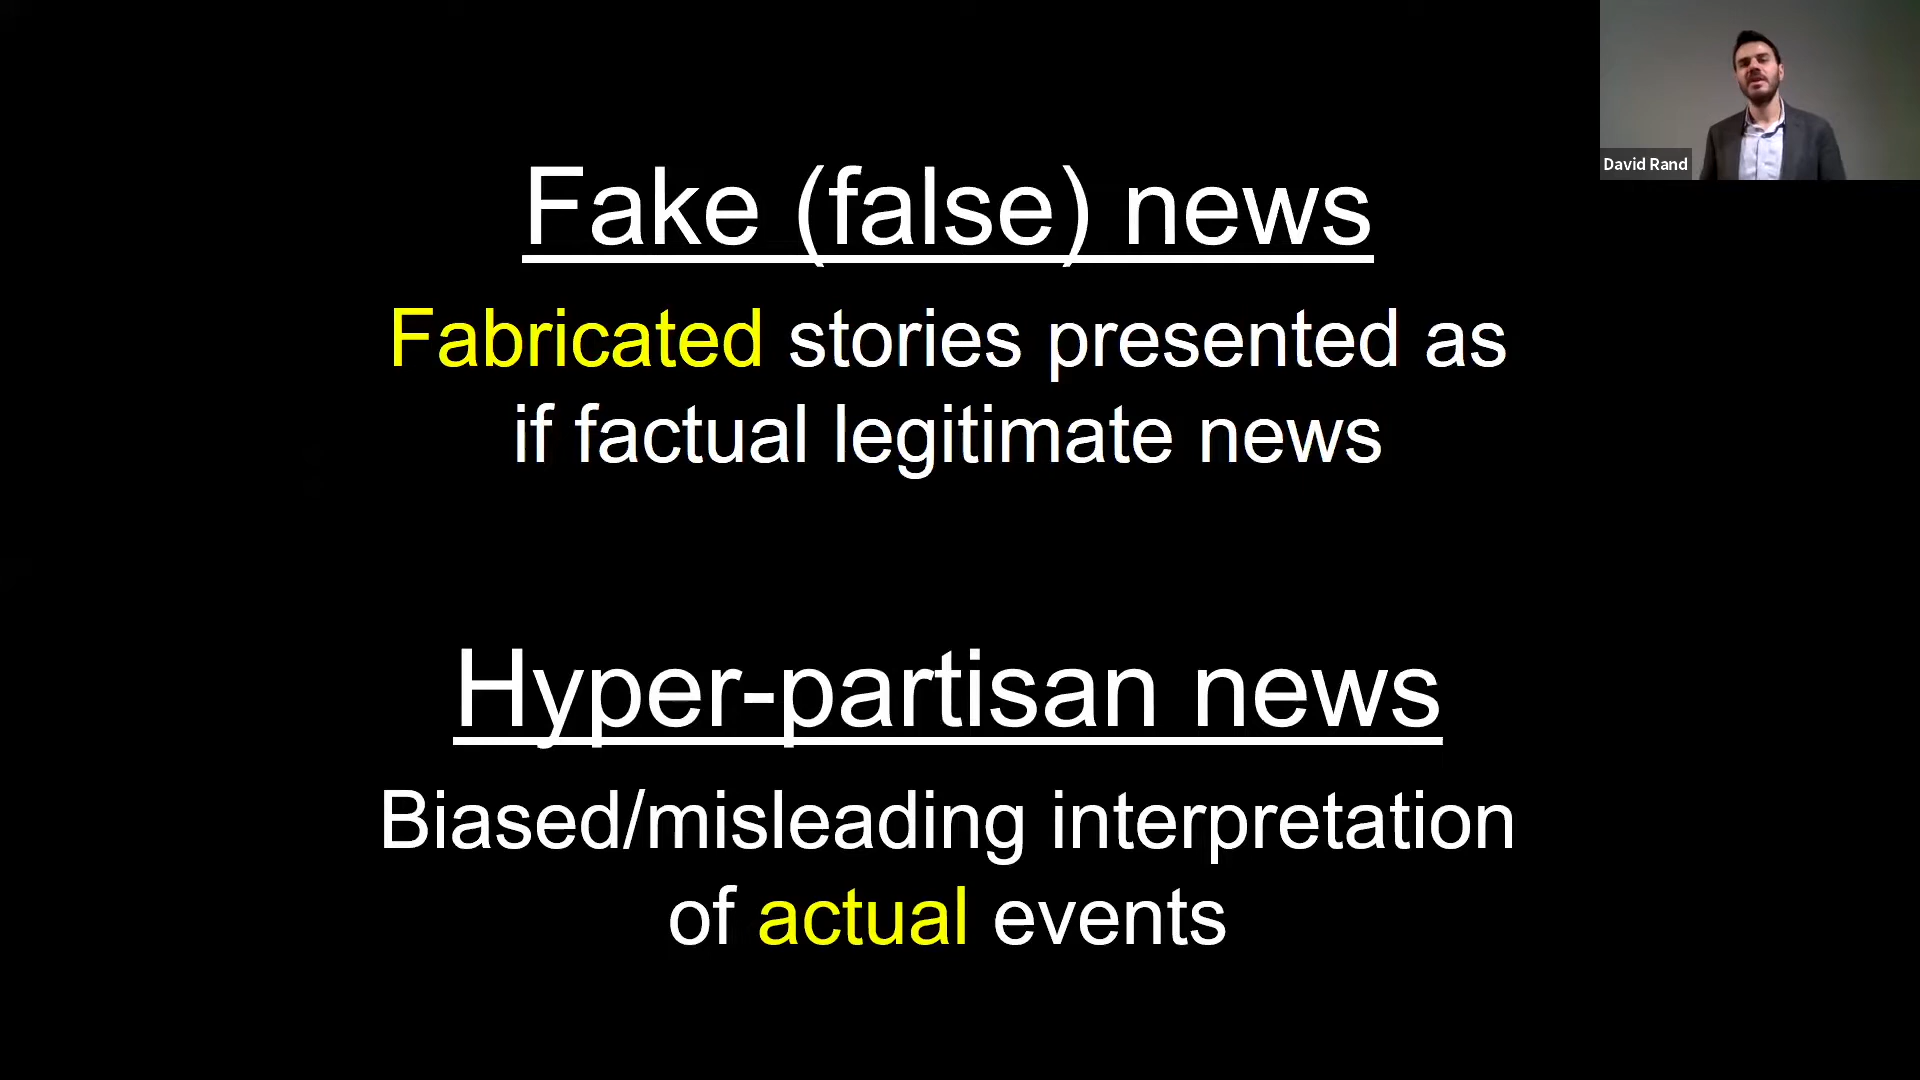 Fake (false) news
Fabricated stories presented as
if factual legitimate news
Hyper-partisan news
Biased/misleading interpretation
of actual events
David Rand